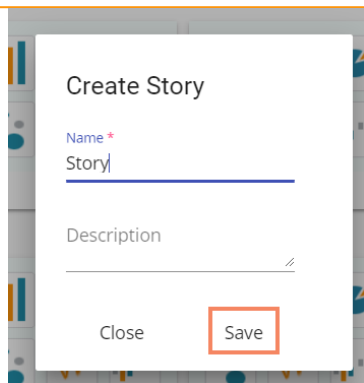 Create Story
Name *
Story
Description
Close Save